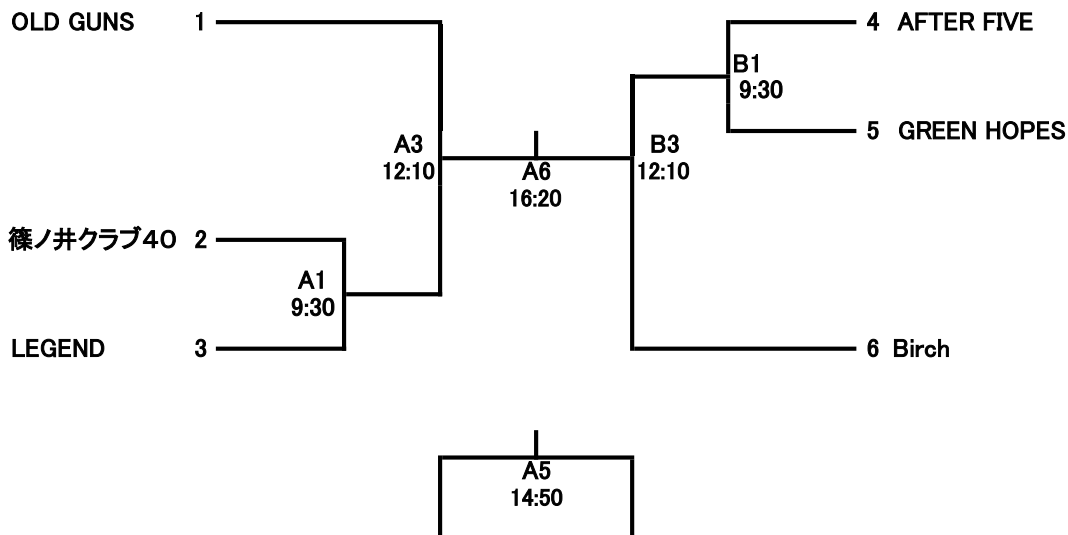 OLD GUNS 1
4 AFTER FIVE
B1
9:30
5 GREEN HOPES
A3
12:10
B3
12:10
A6
16:20
篠ノ井クラブ40 2
A1
9:30
LEGEND 3
6 Birch
A5
14:50